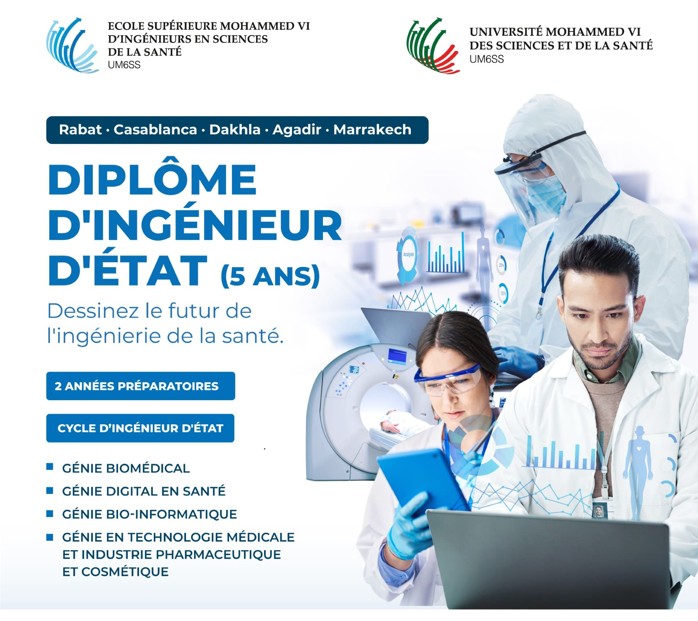 ECOLE SUPÉRIEURE MOHAMMED VI
D'INGÉNIEURS EN SCIENCES
DE LA SANTÉ
UM6SS
UNIVERSITÉ MOHAMMED VI
DES SCIENCES ET DE LA SANTÉ
UM6SS
Rabat · Casablanca · Dakhla · Agadir · Marrakech
DIPLÔME
D'INGÉNIEUR
D'ÉTAT (5 ANS)
Dessinez le futur de
l'ingénierie de la santé.
2 ANNÉES PRÉPARATOIRES
CYCLE D'INGÉNIEUR D'ÉTAT
GÉNIE BIOMÉDICAL
GÉNIE DIGITAL EN SANTÉ
GÉNIE BIO-INFORMATIQUE
GÉNIE EN TECHNOLOGIE MÉDICALE
ET INDUSTRIE PHARMACEUTIQUE
ET COSMÉTIQUE